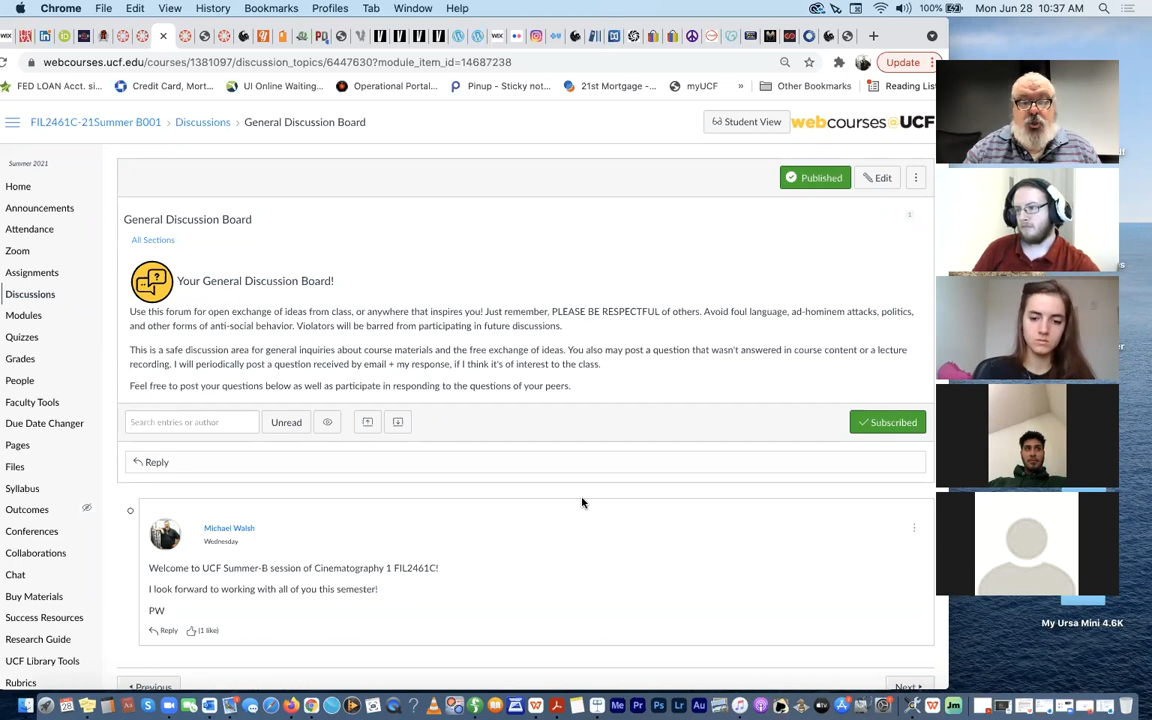 Chrome File Edit View History Bookmarks Profiles Tab Window Help 100% Mon Jun 28 10:37 AM
webcourses.ucf.edu/courses/1381097/discussion_topics/6447630?module_item_id=14687238 Update
FED LOAN Acct. si... Credit Card, Mort... UI Online Waiting... Operational Portal... Pinup - Sticky not... 21st Mortgage -... myUCF » Other Bookmarks Reading List
FIL2461C-21Summer B001 > Discussions > General Discussion Board Student View webcourses@UCF
Summer 2021
Home
Announcements
Attendance
Zoom
Assignments
Discussions
Modules
Quizzes
Grades
People
Faculty Tools
Due Date Changer
Pages
Files
Syllabus
Outcomes
Conferences
Collaborations
Chat
Buy Materials
Success Resources
Research Guide
UCF Library Tools
Rubrics
Published Edit
General Discussion Board 1
All Sections
Your General Discussion Board!
Use this forum for open exchange of ideas from class, or anywhere that inspires you! Just remember, PLEASE BE RESPECTFUL of others. Avoid foul language, ad-hominem attacks, politics,
and other forms of anti-social behavior. Violators will be barred from participating in future discussions.
This is a safe discussion area for general inquiries about course materials and the free exchange of ideas. You also may post a question that wasn't answered in course content or a lecture
recording. I will periodically post a question received by email + my response, if I think it's of interest to the class.
Feel free to post your questions below as well as participate in responding to the questions of your peers.
Search entries or author Unread Subscribed
Reply
Michael Walsh
Wednesday
Welcome to UCF Summer-B session of Cinematography 1 FIL2461C!
I look forward to working with all of you this semester!
PW
Reply (1 like)
Previous Next
My Ursa Mini 4.6K
Me Pr Ps Lr Au Jm